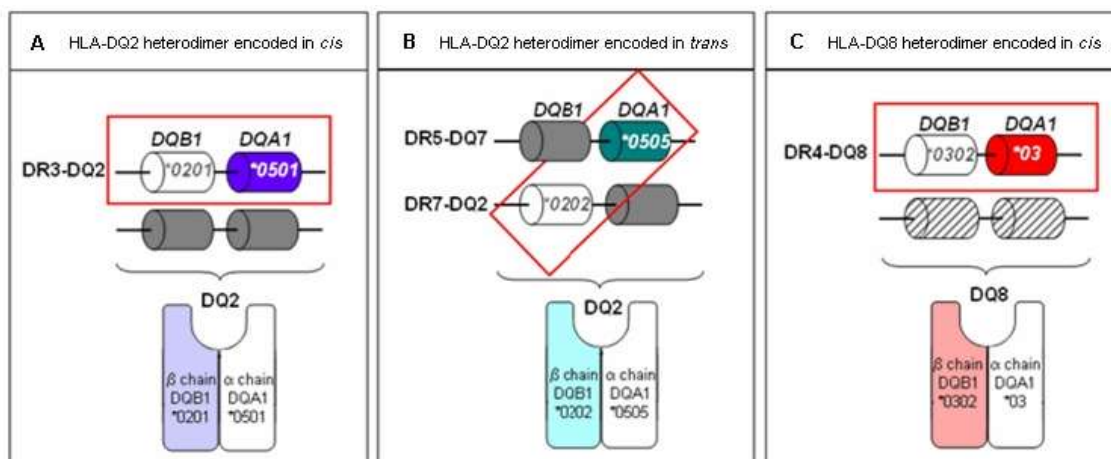 A HLA-DQ2 heterodimer encoded in cis
DQB1 DQA1
DR3-DQ2 *0201 *0501
DQ2
β chain α chain
DQB1 DQA1
*0201 *0501
B HLA-DQ2 heterodimer encoded in trans
DQB1 DQA1
DR5-DQ7 *0505
DR7-DQ2 *0202
DQ2
β chain α chain
DQB1 DQA1
*0202 *0505
C HLA-DQ8 heterodimer encoded in cis
DQB1 DQA1
DR4-DQ8 *0302 *03
DQ8
β chain α chain
DQB1 DQA1
*0302 *03